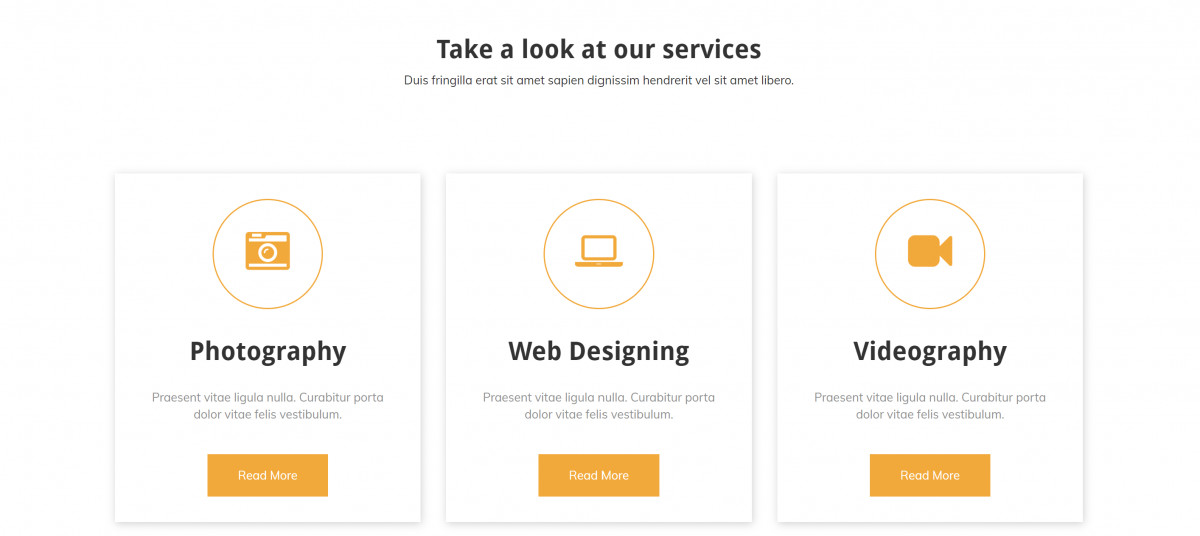 Take a look at our services
Duis fringilla erat sit amet sapien dignissim hendrerit vel sit amet libero.
Photography
Praesent vitae ligula nulla. Curabitur porta
dolor vitae felis vestibulum.
Read More
Web Designing
Praesent vitae ligula nulla. Curabitur porta
dolor vitae felis vestibulum.
Read More
Videography
Praesent vitae ligula nulla. Curabitur porta
dolor vitae felis vestibulum.
Read More